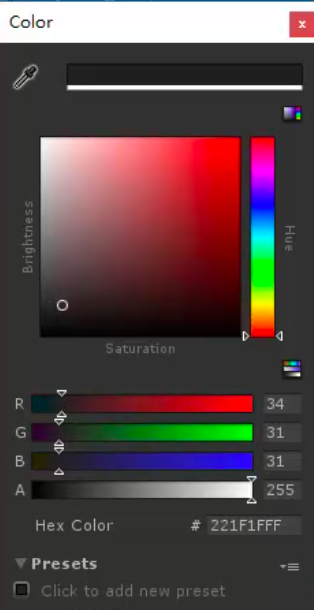 Color
x
Brightness
Hue
Saturation
R 34
G 31
B 31
A 255
Hex Color # 221F1FFF
Presets
Click to add new preset